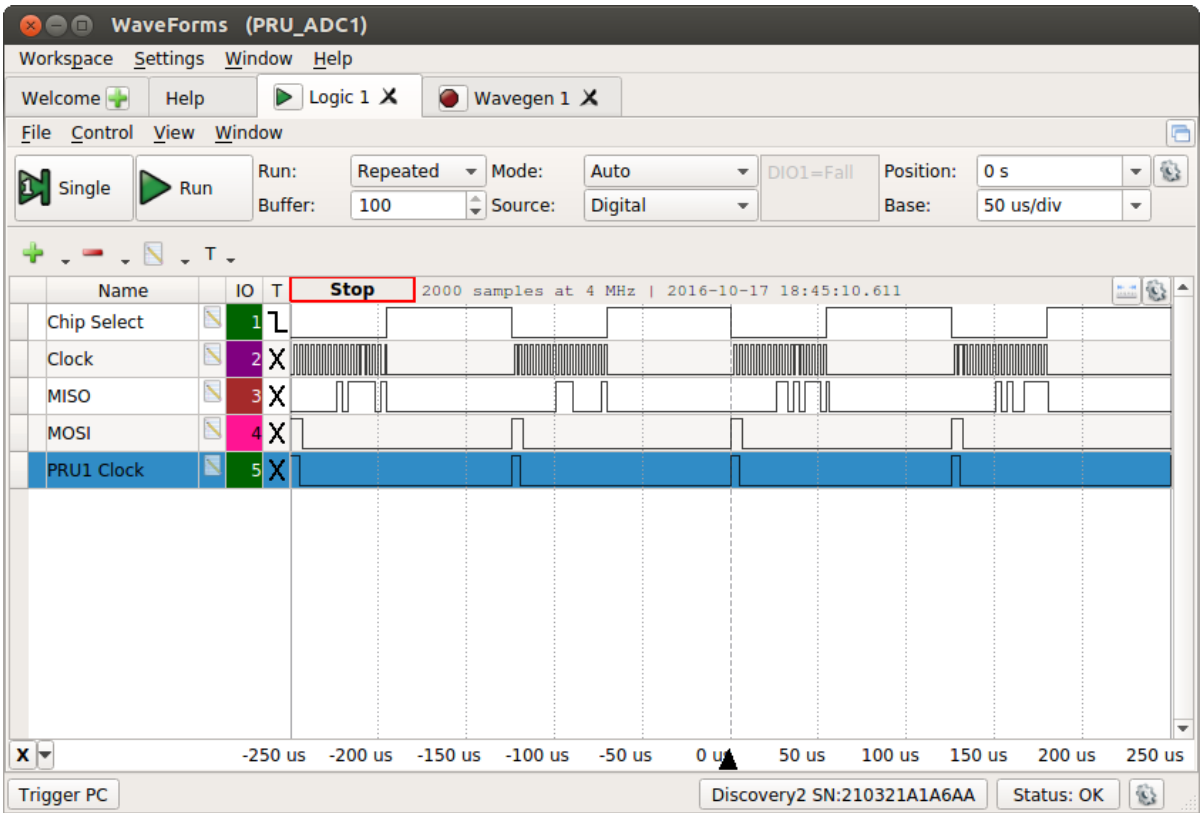 WaveForms (PRU_ADC1)
Workspace Settings Window Help
Welcome Help Logic 1 X Wavegen 1 X
File Control View Window
1 Single Run Run: Repeated Mode: Auto DIO1=Fall Position: 0 s
Buffer: 100 Source: Digital Base: 50 us/div
T
Name IO T Stop 2000 samples at 4 MHz | 2016-10-17 18:45:10.611
Chip Select 1
Clock 2 X
MISO 3 X
MOSI 4 X
PRU1 Clock 5 X
X -250 us -200 us -150 us -100 us -50 us 0 us 50 us 100 us 150 us 200 us 250 us
Trigger PC Discovery2 SN:210321A1A6AA Status: OK